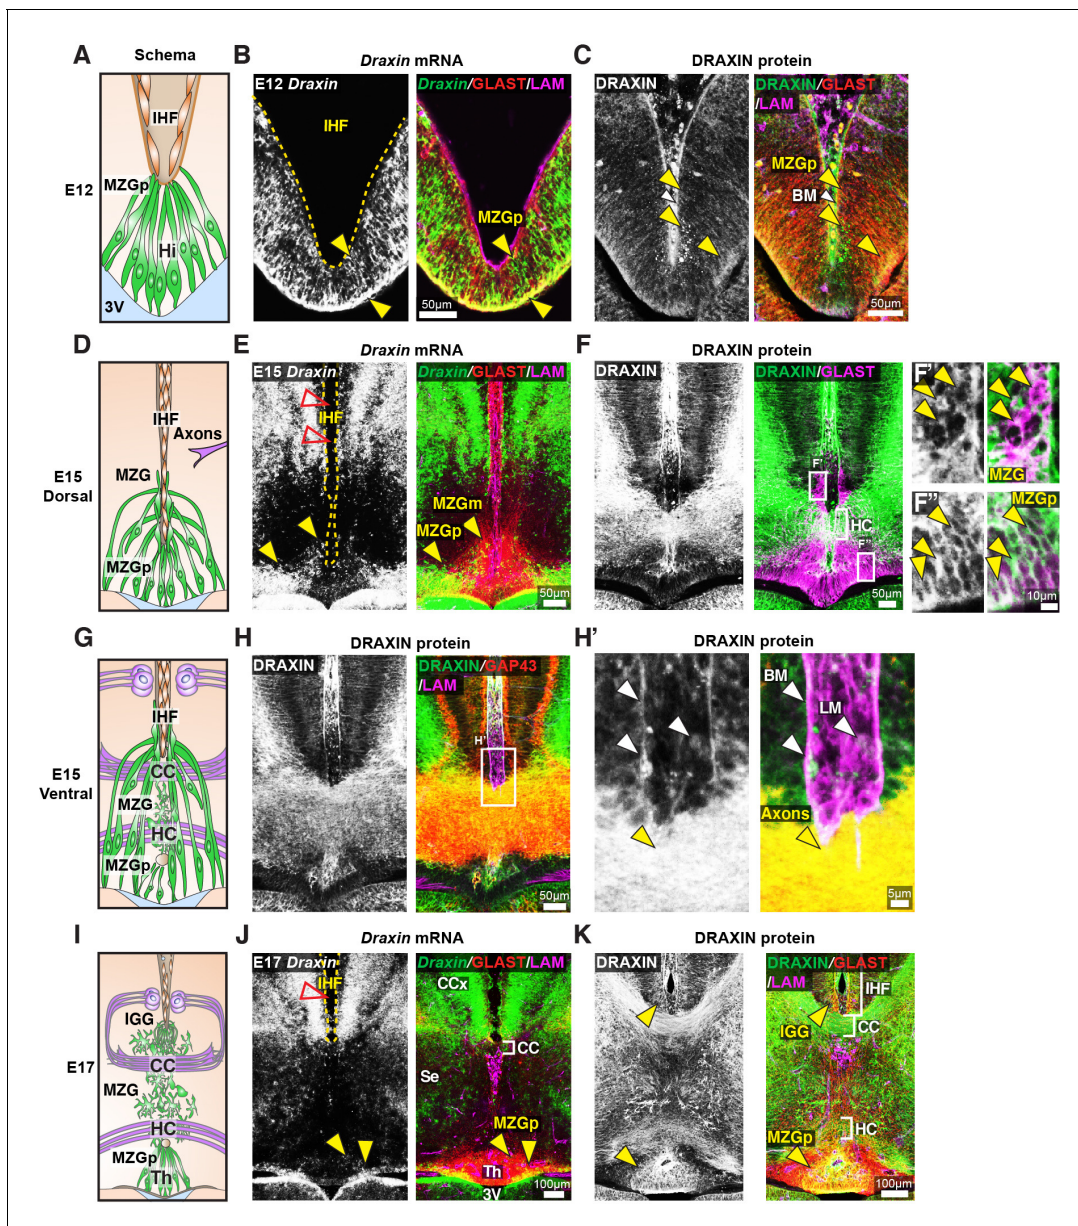 A
Schema
E12
IHF
MZGp
Hi
3V
B
Draxin mRNA
E12 Draxin
IHF
Draxin/GLAST/LAM
MZGp
50µm
C
DRAXIN protein
DRAXIN
DRAXIN/GLAST
/LAM
MZGp
BM
50µm
D
E15
Dorsal
IHF
Axons
MZG
MZGp
E
Draxin mRNA
E15 Draxin
IHF
Draxin/GLAST/LAM
MZGm
MZGp
50µm
F
DRAXIN protein
DRAXIN
DRAXIN/GLAST
F'
HC
F''
50µm
F'
MZG
F''
MZGp
10µm
G
E15
Ventral
IHF
CC
MZG
HC
MZGp
H
DRAXIN protein
DRAXIN
DRAXIN/GAP43
/LAM
H'
50µm
H'
DRAXIN protein
BM
LM
Axons
5µm
I
E17
IGG
CC
MZG
HC
MZGp
Th
J
Draxin mRNA
E17 Draxin
IHF
Draxin/GLAST/LAM
CCx
CC
Se
MZGp
Th
3V
100µm
K
DRAXIN protein
DRAXIN
DRAXIN/GLAST
/LAM
IHF
IGG
CC
HC
MZGp
100µm